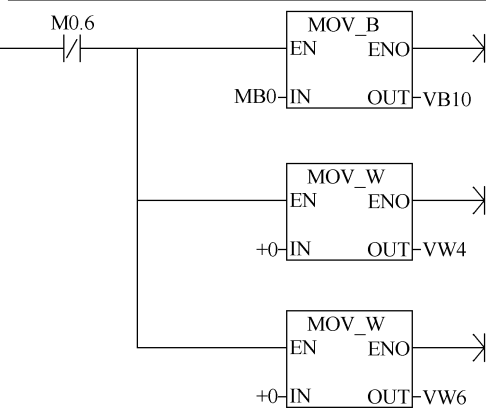 M0.6
MOV_B
EN ENO
MB0 IN OUT VB10
MOV_W
EN ENO
+0 IN OUT VW4
MOV_W
EN ENO
+0 IN OUT VW6